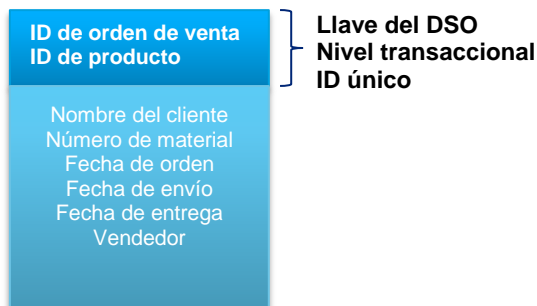 ID de orden de venta
ID de producto
Llave del DSO
Nivel transaccional
ID único
Nombre del cliente
Número de material
Fecha de orden
Fecha de envío
Fecha de entrega
Vendedor